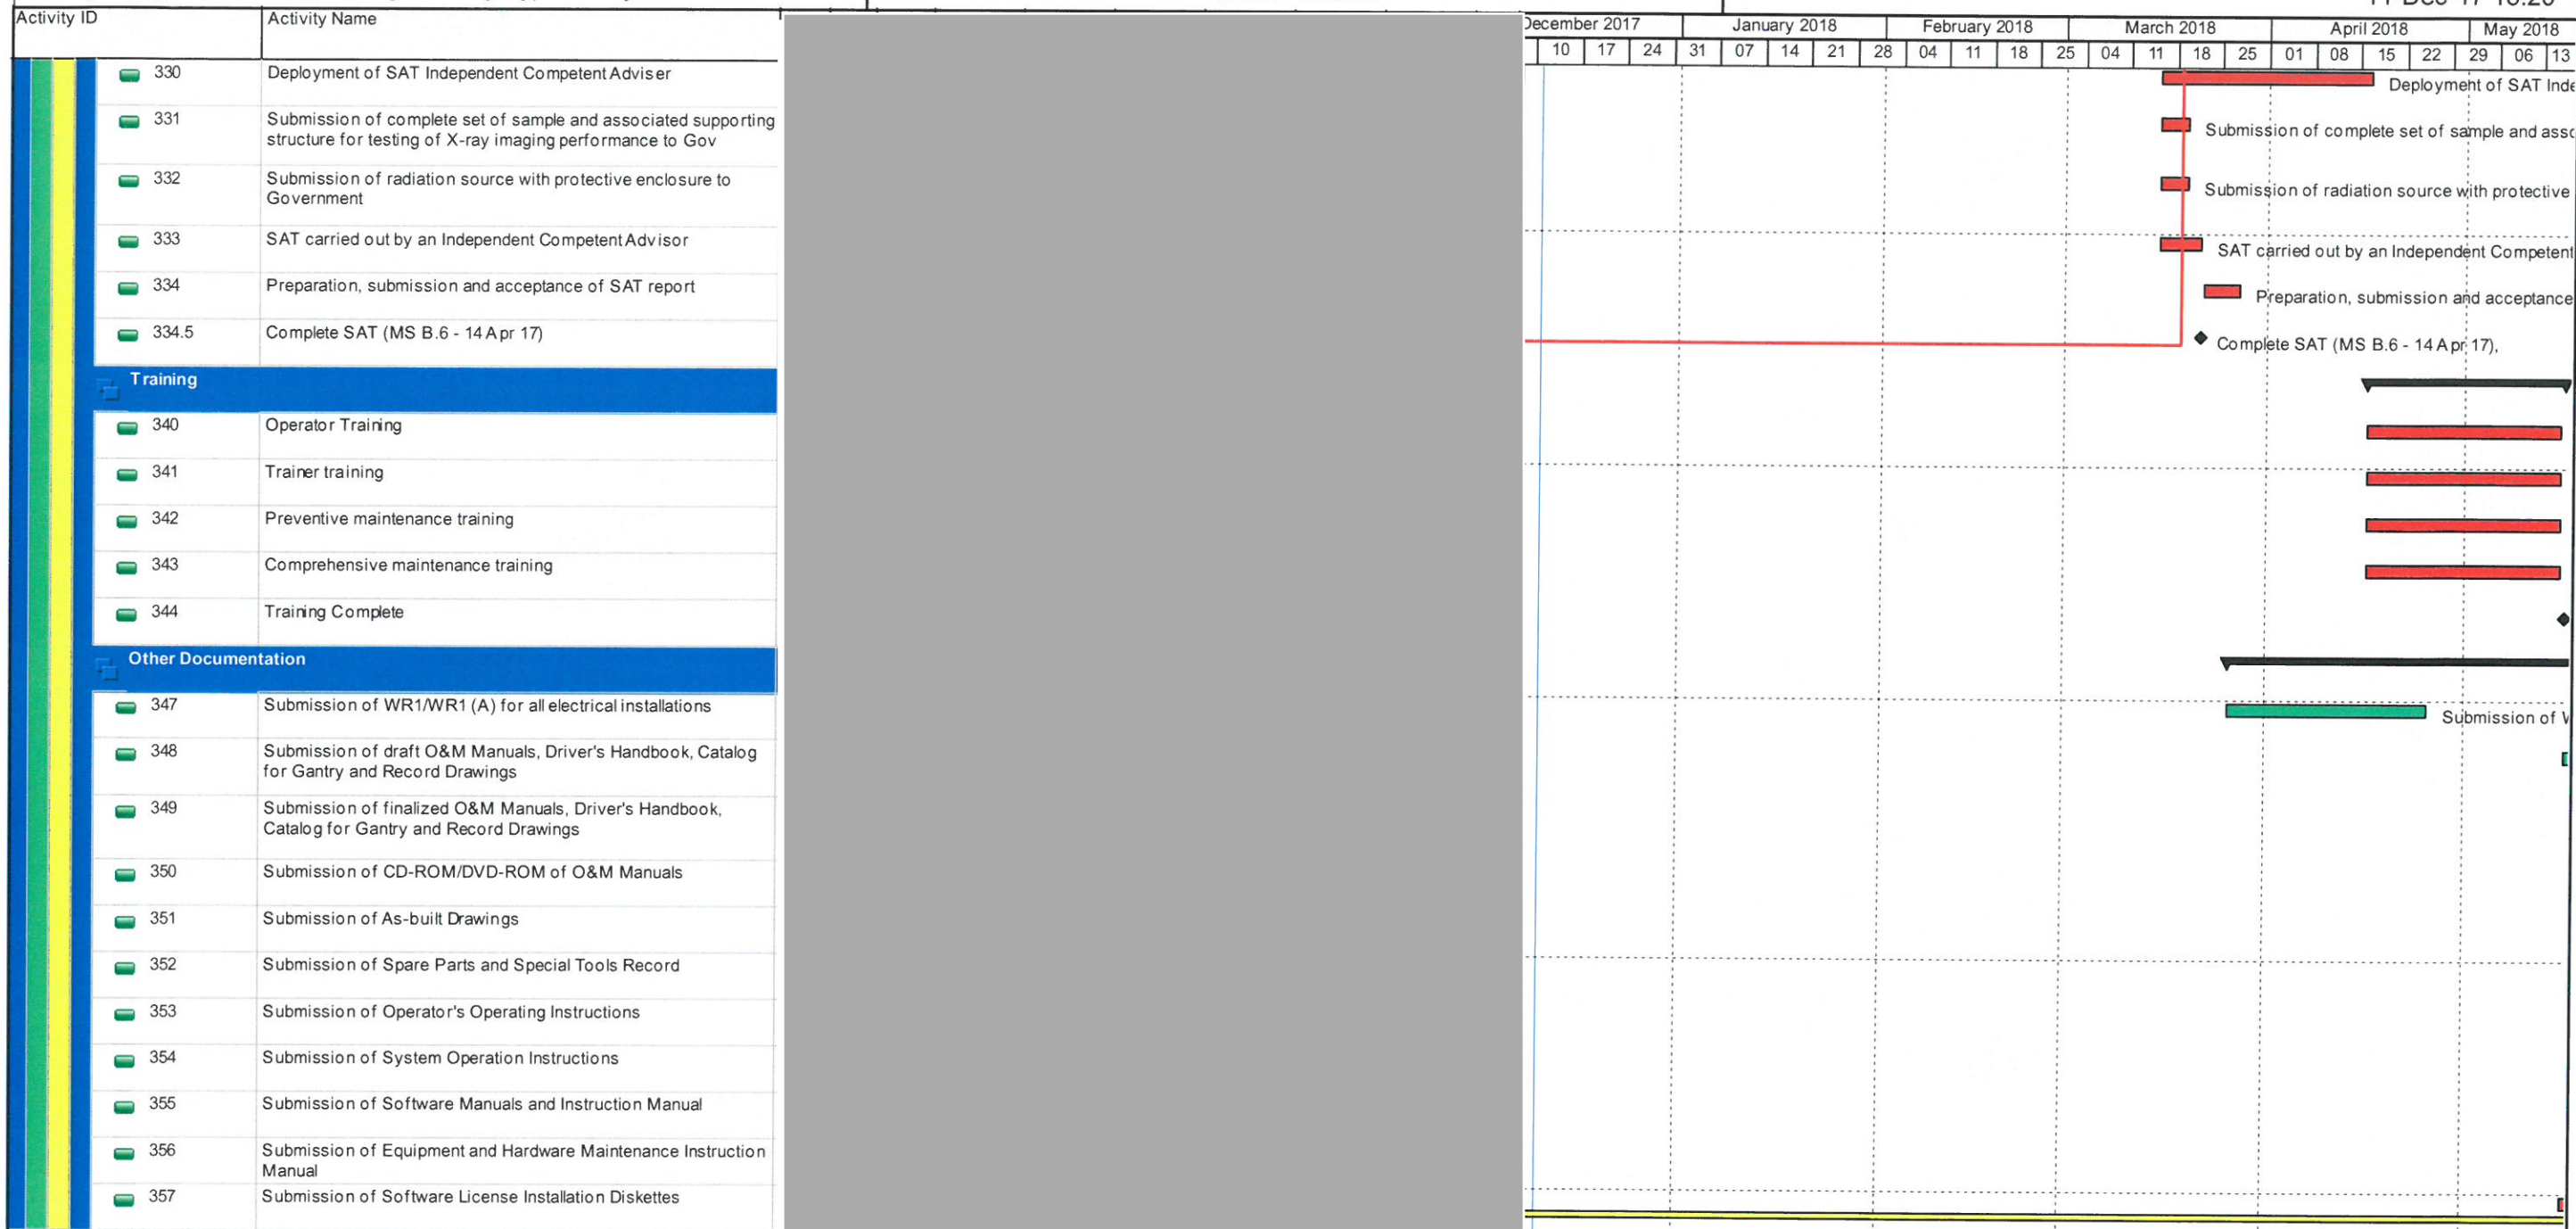 Activity ID
Activity Name
December 2017
January 2018
February 2018
March 2018
April 2018
May 2018
10 17 24 31 07 14 21 28 04 11 18 25 04 11 18 25 01 08 15 22 29 06 13
330 Deployment of SAT Independent Competent Adviser
Deployment of SAT Inde
331 Submission of complete set of sample and associated supporting
structure for testing of X-ray imaging performance to Gov
Submission of complete set of sample and asso
332 Submission of radiation source with protective enclosure to
Government
Submission of radiation source with protective
333 SAT carried out by an Independent Competent Advisor
SAT carried out by an Independent Competent
334 Preparation, submission and acceptance of SAT report
Preparation, submission and acceptance
334.5 Complete SAT (MS B.6 - 14 Apr 17)
Complete SAT (MS B.6 - 14 Apr 17),
Training
340 Operator Training
341 Trainer training
342 Preventive maintenance training
343 Comprehensive maintenance training
344 Training Complete
Other Documentation
347 Submission of WR1/WR1 (A) for all electrical installations
Submission of W
348 Submission of draft O&M Manuals, Driver's Handbook, Catalog
for Gantry and Record Drawings
349 Submission of finalized O&M Manuals, Driver's Handbook,
Catalog for Gantry and Record Drawings
350 Submission of CD-ROM/DVD-ROM of O&M Manuals
351 Submission of As-built Drawings
352 Submission of Spare Parts and Special Tools Record
353 Submission of Operator's Operating Instructions
354 Submission of System Operation Instructions
355 Submission of Software Manuals and Instruction Manual
356 Submission of Equipment and Hardware Maintenance Instruction
Manual
357 Submission of Software License Installation Diskettes